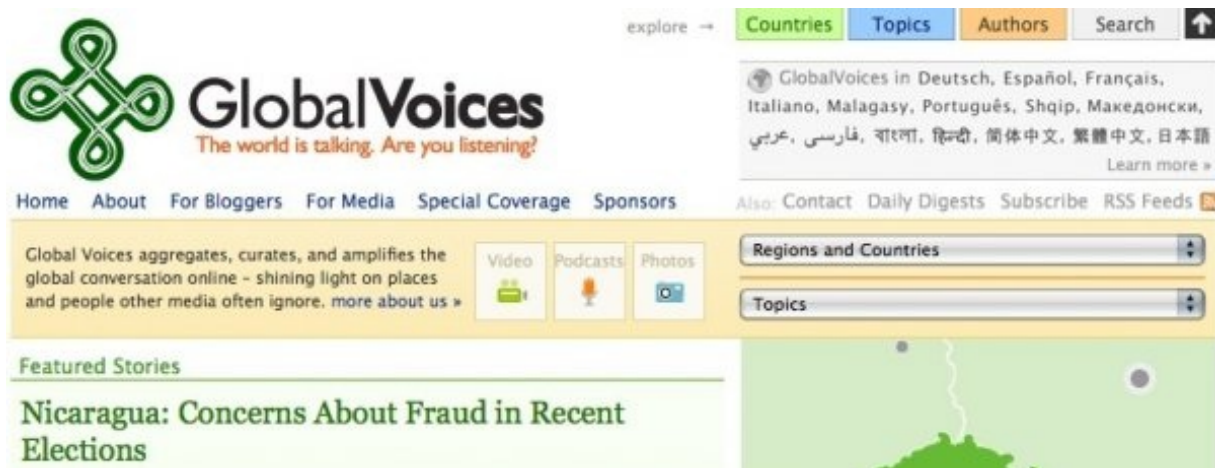 explore →
Countries
Topics
Authors
Search
GlobalVoices
The world is talking. Are you listening?
GlobalVoices in Deutsch, Español, Français,
Italiano, Malagasy, Português, Shqip, Македонски,
عربي, فارسی, বাংলা, हिन्दी, 简体中文, 繁體中文, 日本語
Learn more »
Home About For Bloggers For Media Special Coverage Sponsors
Also: Contact Daily Digests Subscribe RSS Feeds
Global Voices aggregates, curates, and amplifies the
global conversation online – shining light on places
and people other media often ignore. more about us »
Video
Podcasts
Photos
Regions and Countries
Topics
Featured Stories
Nicaragua: Concerns About Fraud in Recent
Elections